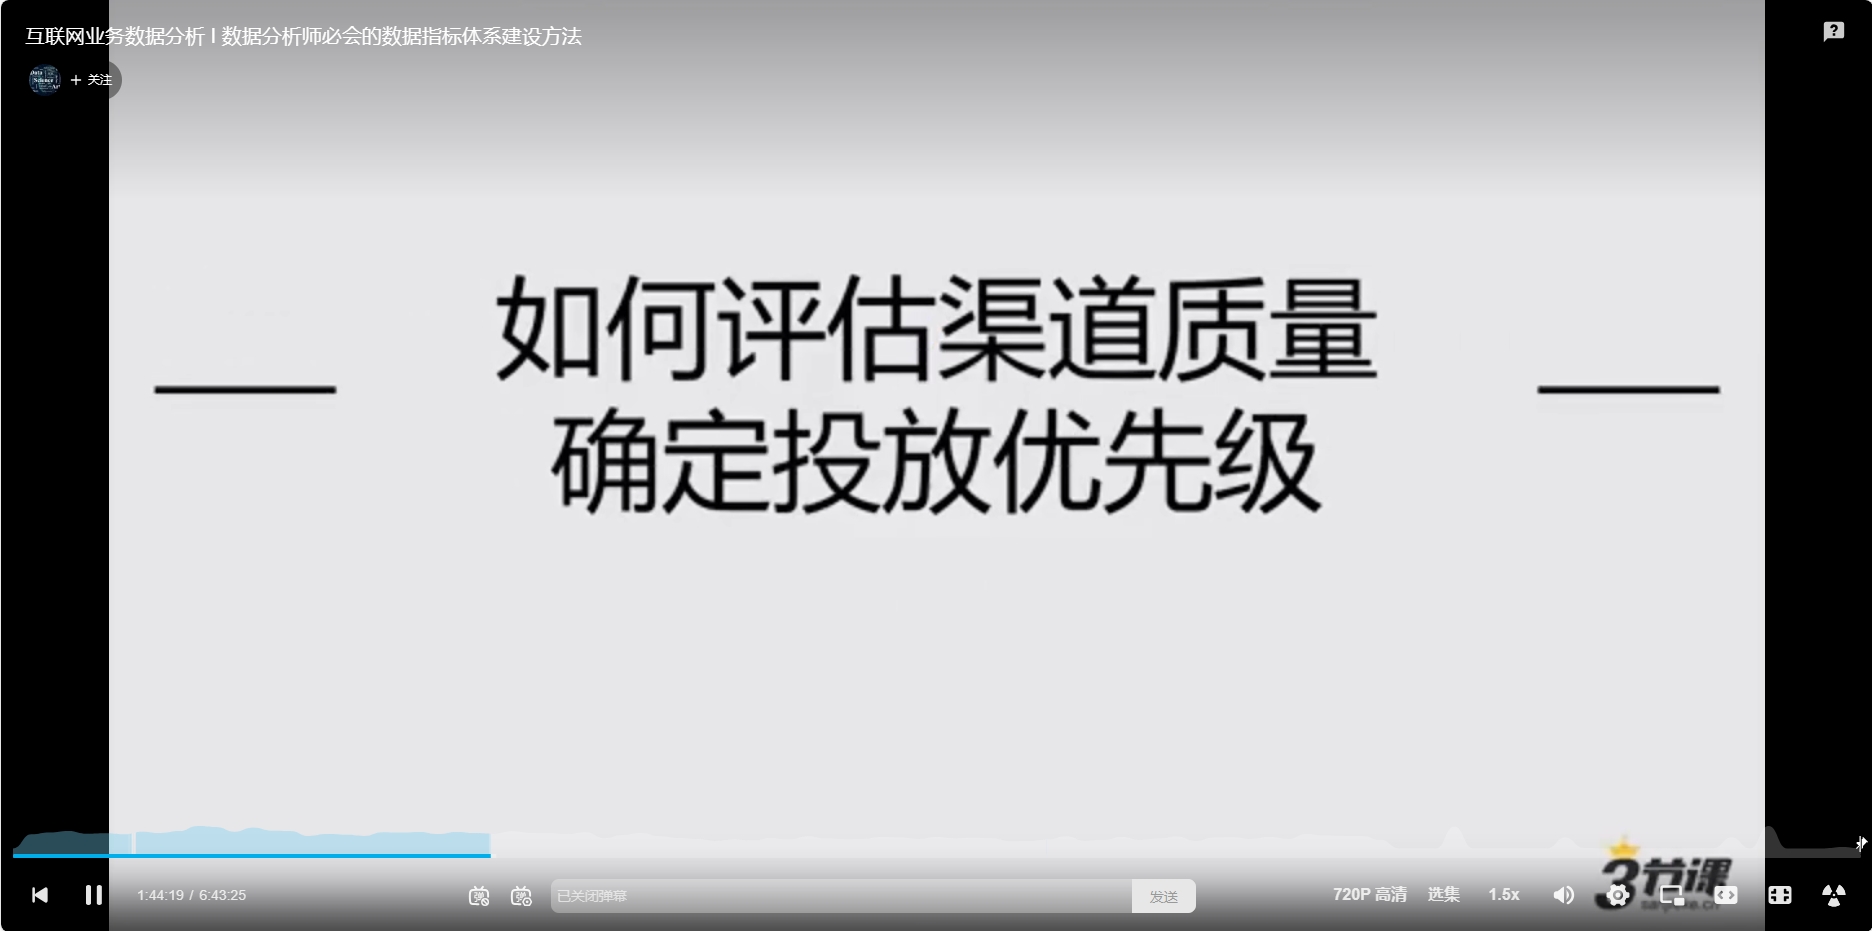 互联网业务数据分析 I 数据分析师必会的数据指标体系建设方法
+ 关注
如何评估渠道质量
确定投放优先级
3节课
1:44:19 / 6:43:25
已关闭弹幕
发送
720P 高清
选集
1.5x